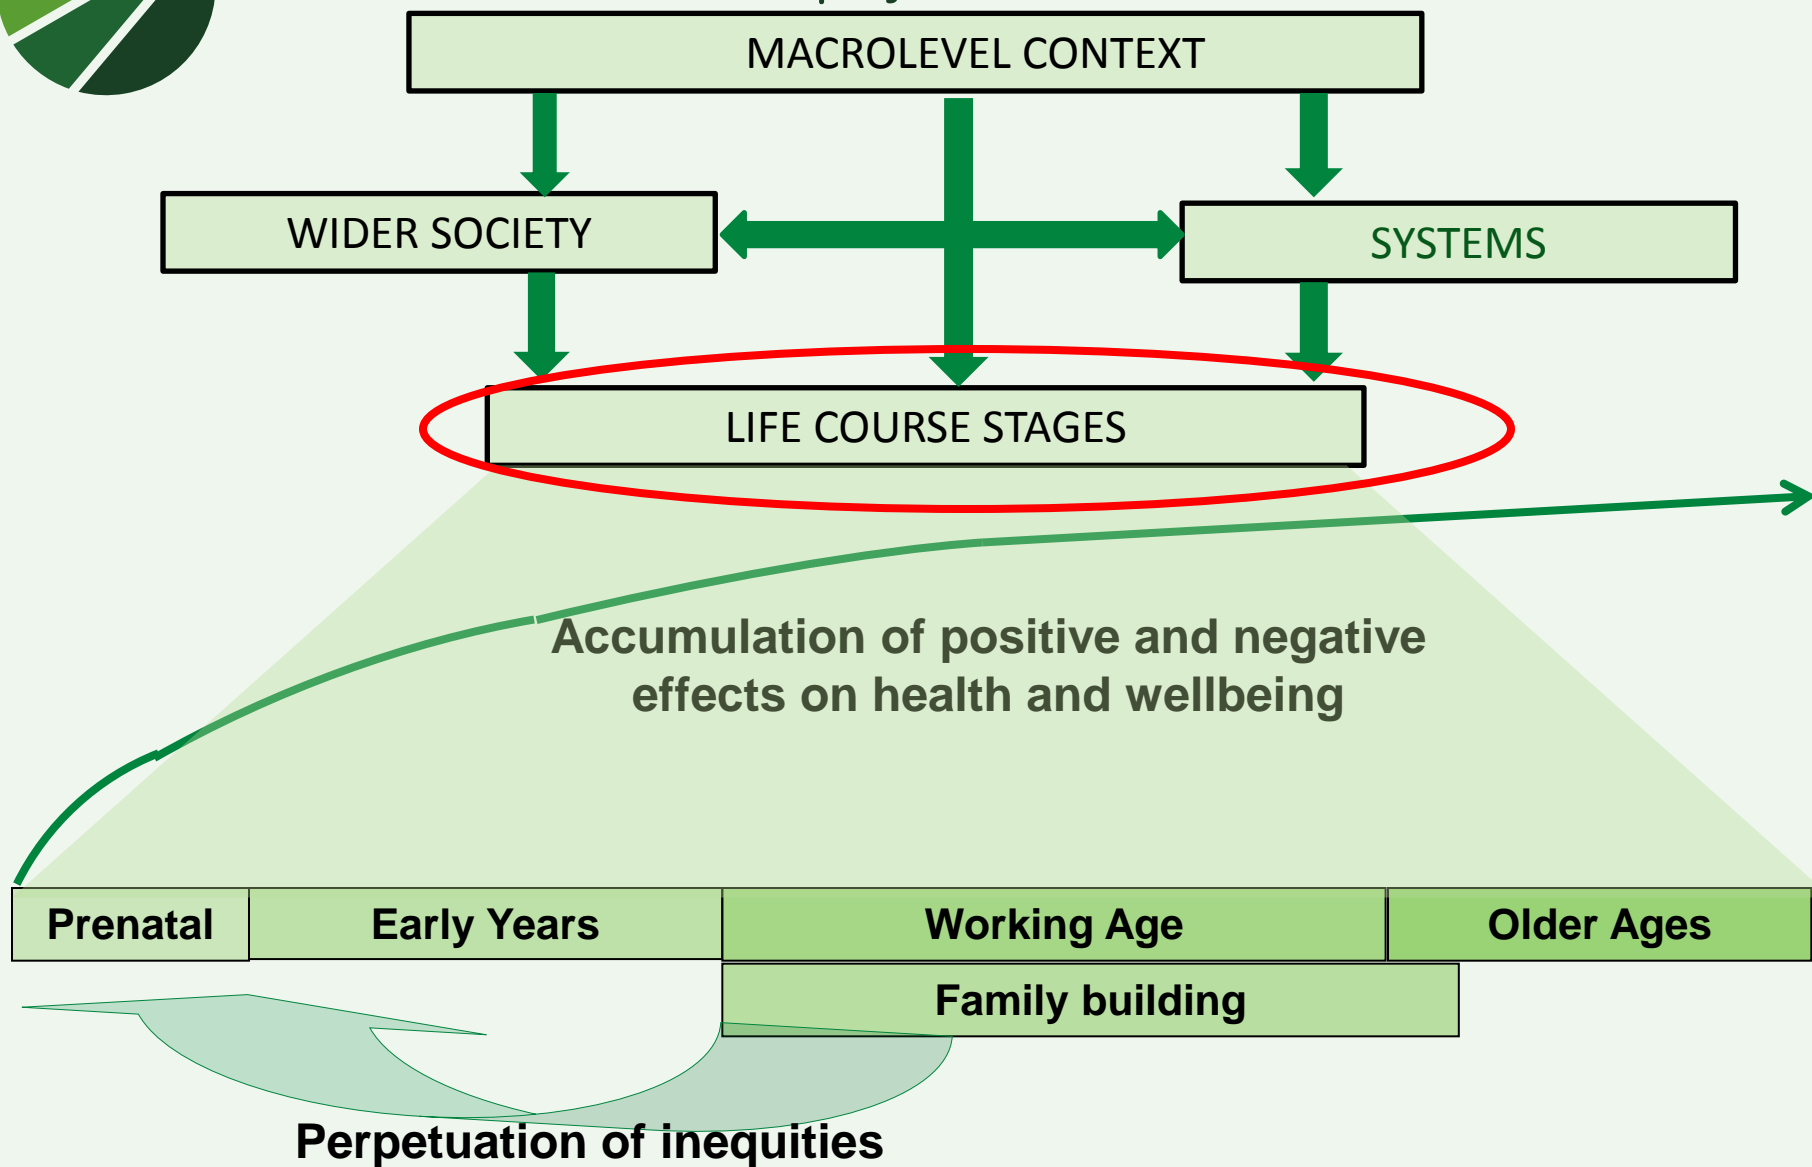 MACROLEVEL CONTEXT
WIDER SOCIETY
SYSTEMS
LIFE COURSE STAGES
Accumulation of positive and negative
effects on health and wellbeing
Prenatal
Early Years
Working Age
Older Ages
Family building
Perpetuation of inequities